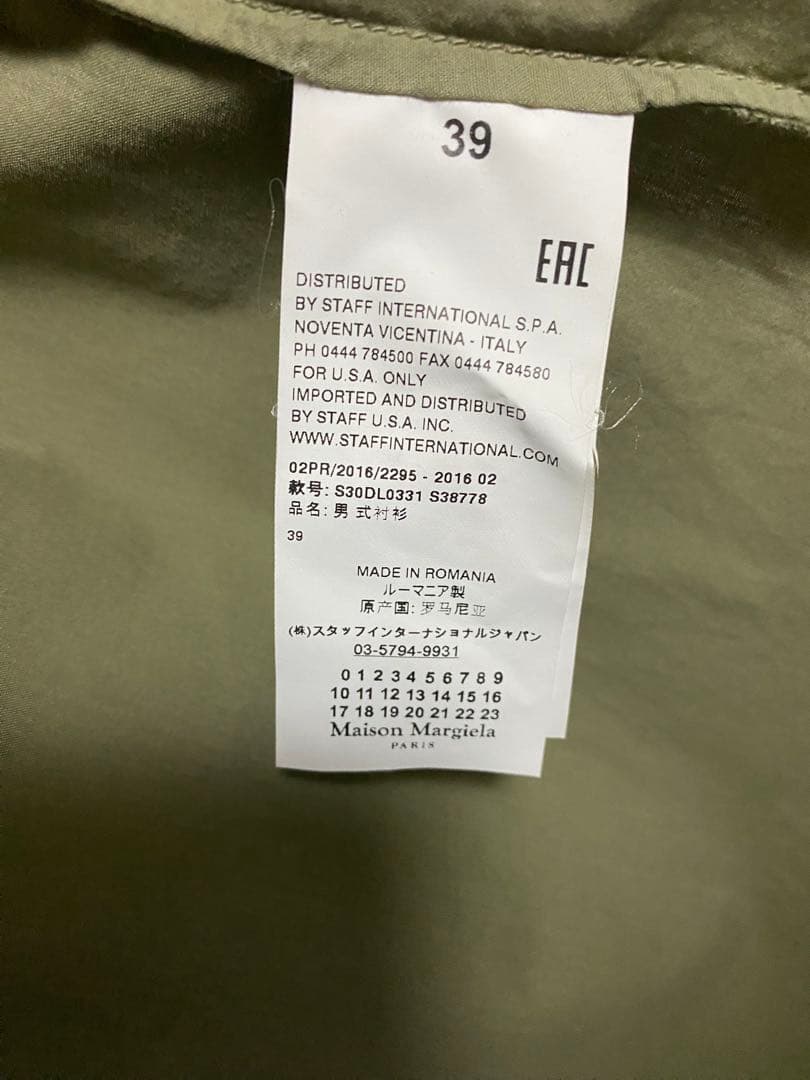 39
EAC
DISTRIBUTED
BY STAFF INTERNATIONAL S.P.A.
NOVENTA VICENTINA - ITALY
PH 0444 784500 FAX 0444 784580
FOR U.S.A. ONLY
IMPORTED AND DISTRIBUTED
BY STAFF U.S.A. INC.
WWW.STAFFINTERNATIONAL.COM
02PR/2016/2295 - 2016 02
款号: S30DL0331 S38778
品名: 男 式衬衫
39
MADE IN ROMANIA
ルーマニア製
原产国: 罗马尼亚
(株)スタッフインターナショナルジャパン
03-5794-9931
0 1 2 3 4 5 6 7 8 9
10 11 12 13 14 15 16
17 18 19 20 21 22 23
Maison Margiela
PARIS